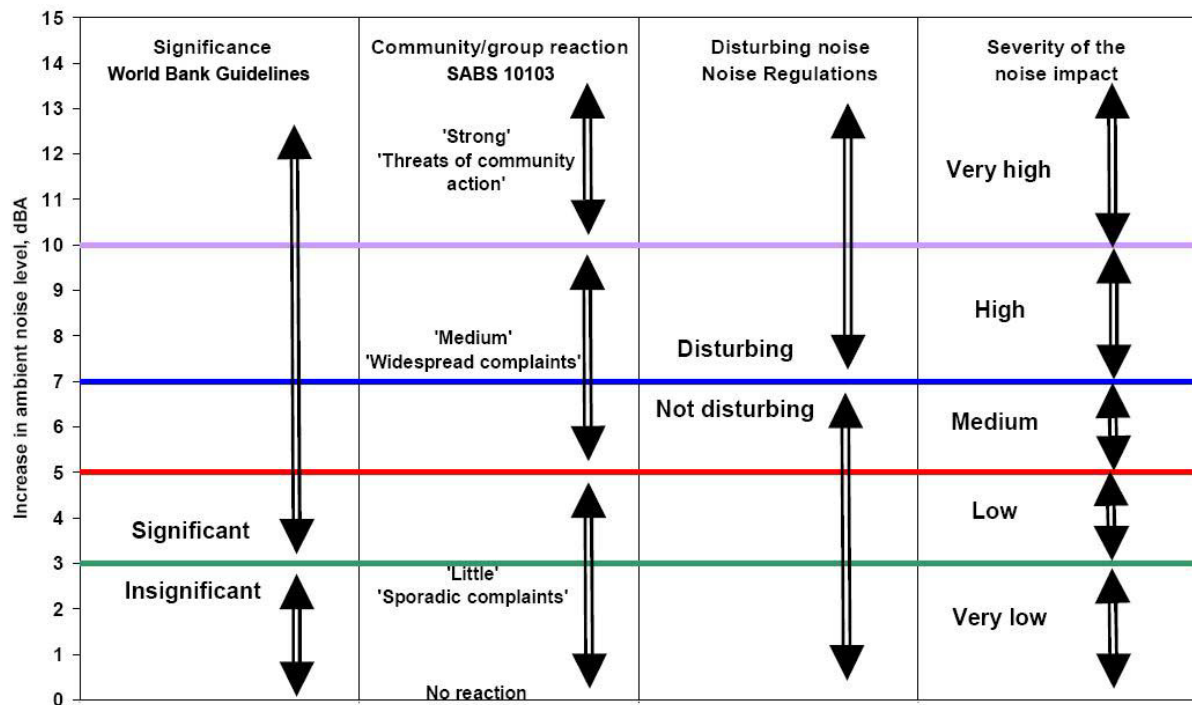 Increase in ambient noise level, dBA
15
14
13
12
11
10
9
8
7
6
5
4
3
2
1
0
Significance
World Bank Guidelines
Significant
Insignificant
Community/group reaction
SABS 10103
'Strong'
'Threats of community
action'
'Medium'
'Widespread complaints'
'Little'
'Sporadic complaints'
No reaction
Disturbing noise
Noise Regulations
Disturbing
Not disturbing
Severity of the
noise impact
Very high
High
Medium
Low
Very low